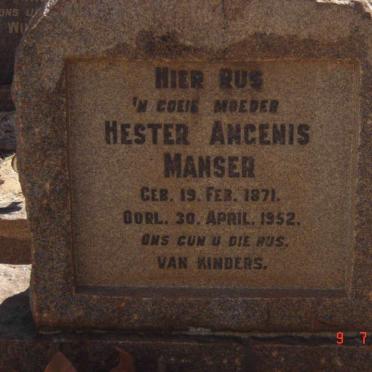 HIER RUS
'N GOEIE MOEDER
HESTER ANGENIS
MANSER
GEB. 19. FEB. 1871.
OORL. 30. APRIL. 1952.
ONS GUN U DIE RUS.
VAN KINDERS.
9 7